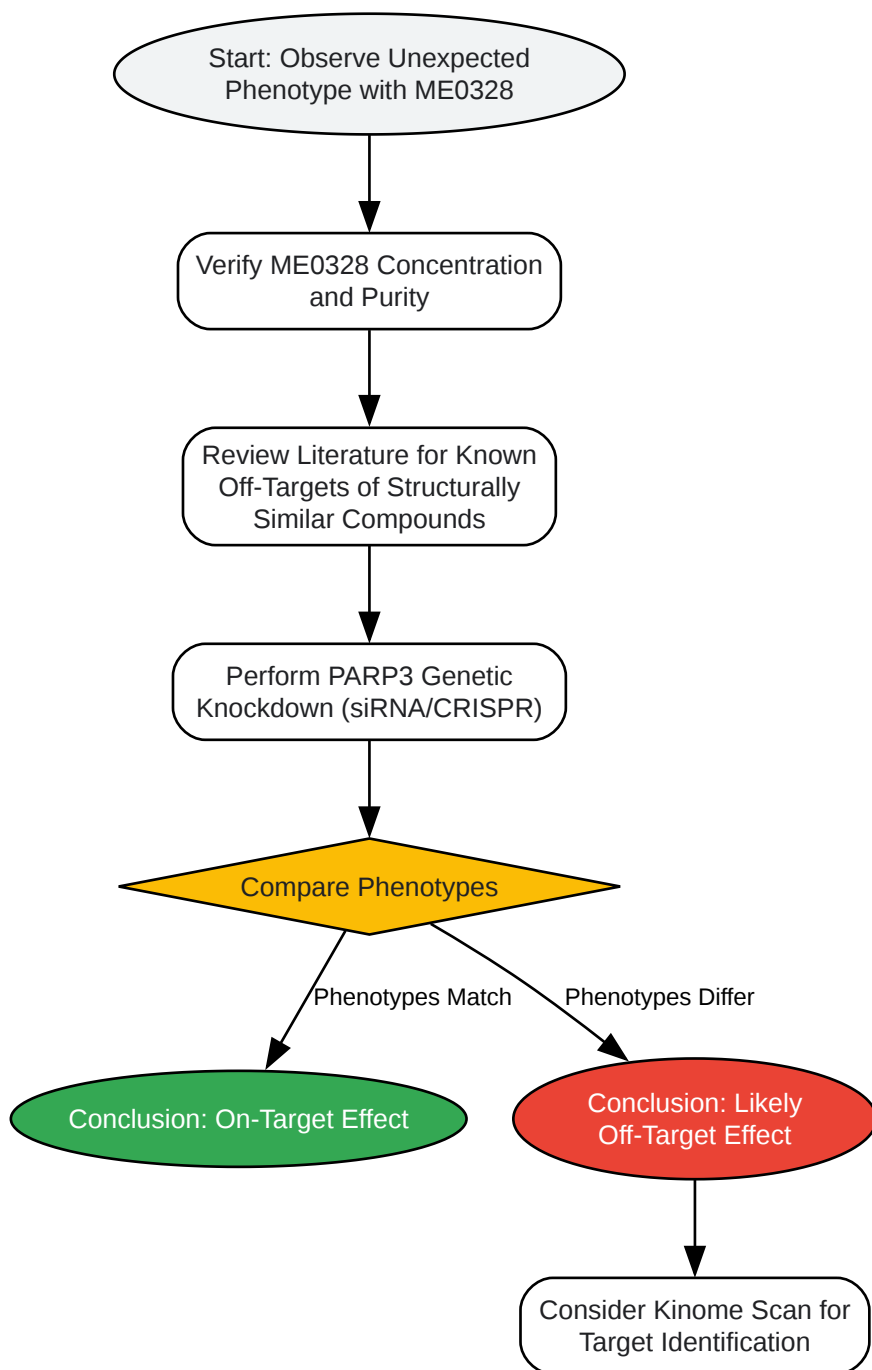 Start: Observe Unexpected
Phenotype with ME0328
Verify ME0328 Concentration
and Purity
Review Literature for Known
Off-Targets of Structurally
Similar Compounds
Perform PARP3 Genetic
Knockdown (siRNA/CRISPR)
Compare Phenotypes
Phenotypes Match
Phenotypes Differ
Conclusion: On-Target Effect
Conclusion: Likely
Off-Target Effect
Consider Kinome Scan for
Target Identification